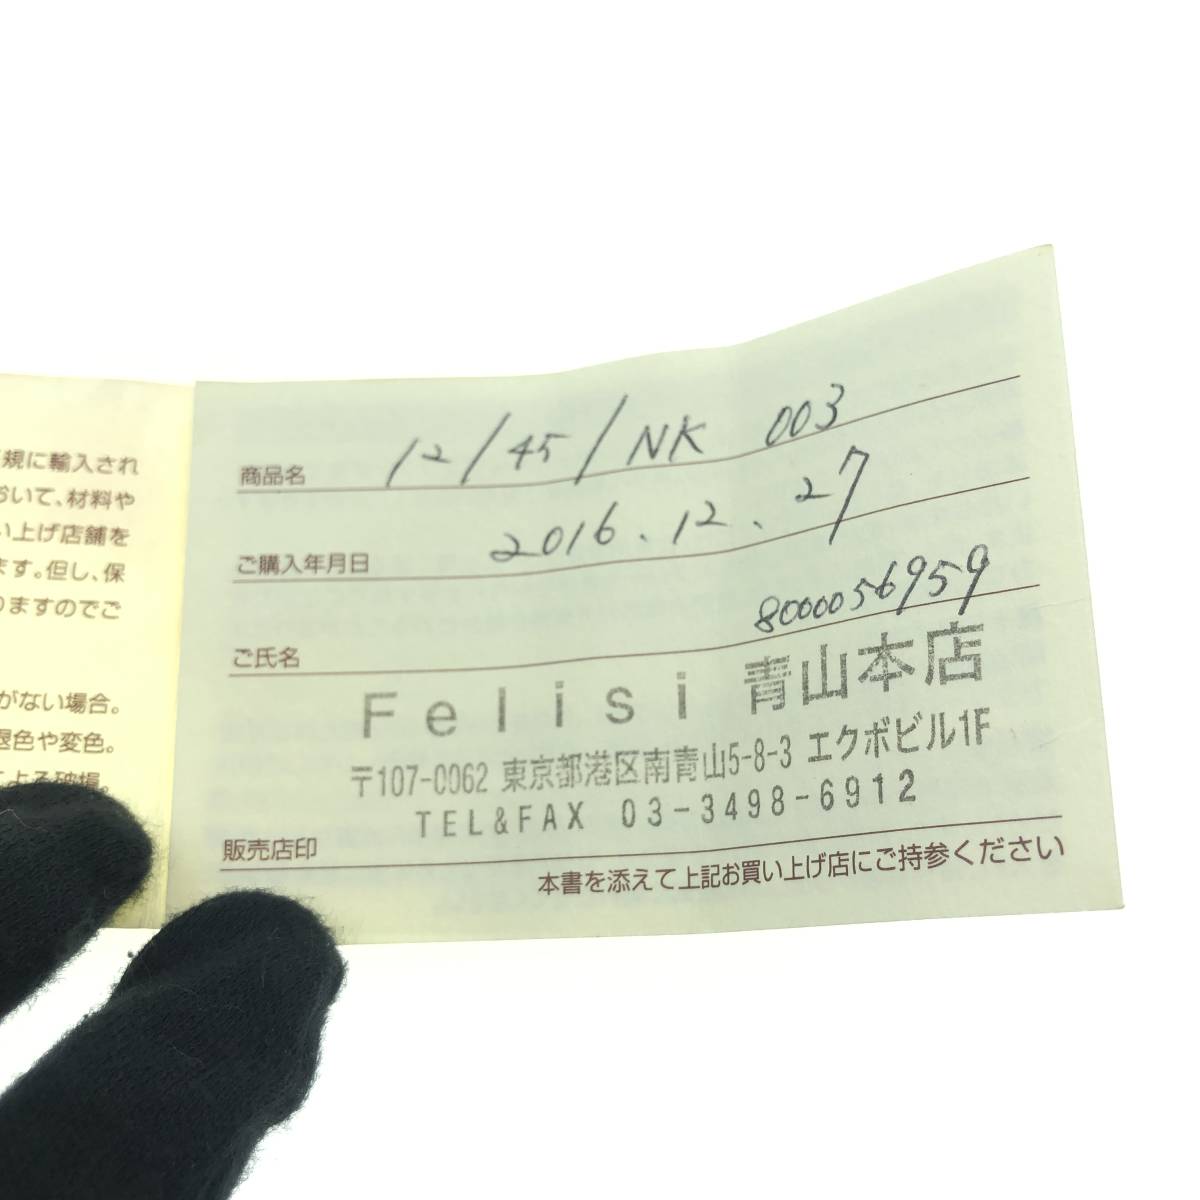 規に輸入され
おいて、材料や
い上げ店舗を
ます。但し、保
りますのでご
がない場合。
退色や変色。
よる破損。
商品名 12/45/NK 003
ご購入年月日 2016.12.27
ご氏名 8000056959
Felisi 青山本店
〒107-0062 東京都港区南青山5-8-3 エクボビル1F
TEL&FAX 03-3498-6912
販売店印
本書を添えて上記お買い上げ店にご持参ください